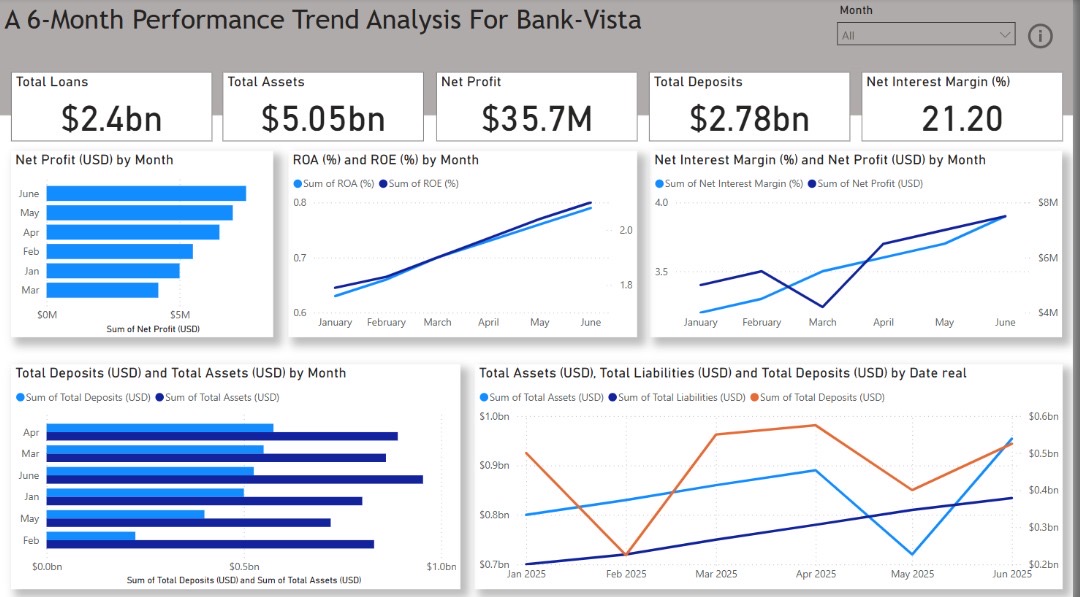 A 6-Month Performance Trend Analysis For Bank-Vista
Month
All
Total Loans
$2.4bn
Total Assets
$5.05bn
Net Profit
$35.7M
Total Deposits
$2.78bn
Net Interest Margin (%)
21.20
Net Profit (USD) by Month
June
May
Apr
Feb
Jan
Mar
$0M
$5M
Sum of Net Profit (USD)
ROA (%) and ROE (%) by Month
Sum of ROA (%) Sum of ROE (%)
0.8
0.7
0.6
2.0
1.8
January February March April May June
Net Interest Margin (%) and Net Profit (USD) by Month
Sum of Net Interest Margin (%) Sum of Net Profit (USD)
4.0
3.5
$8M
$6M
$4M
January February March April May June
Total Deposits (USD) and Total Assets (USD) by Month
Sum of Total Deposits (USD) Sum of Total Assets (USD)
Apr
Mar
June
Jan
May
Feb
$0.0bn $0.5bn $1.0bn
Sum of Total Deposits (USD) and Sum of Total Assets (USD)
Total Assets (USD), Total Liabilities (USD) and Total Deposits (USD) by Date real
Sum of Total Assets (USD) Sum of Total Liabilities (USD) Sum of Total Deposits (USD)
$1.0bn
$0.9bn
$0.8bn
$0.7bn
$0.6bn
$0.5bn
$0.4bn
$0.3bn
$0.2bn
Jan 2025 Feb 2025 Mar 2025 Apr 2025 May 2025 Jun 2025